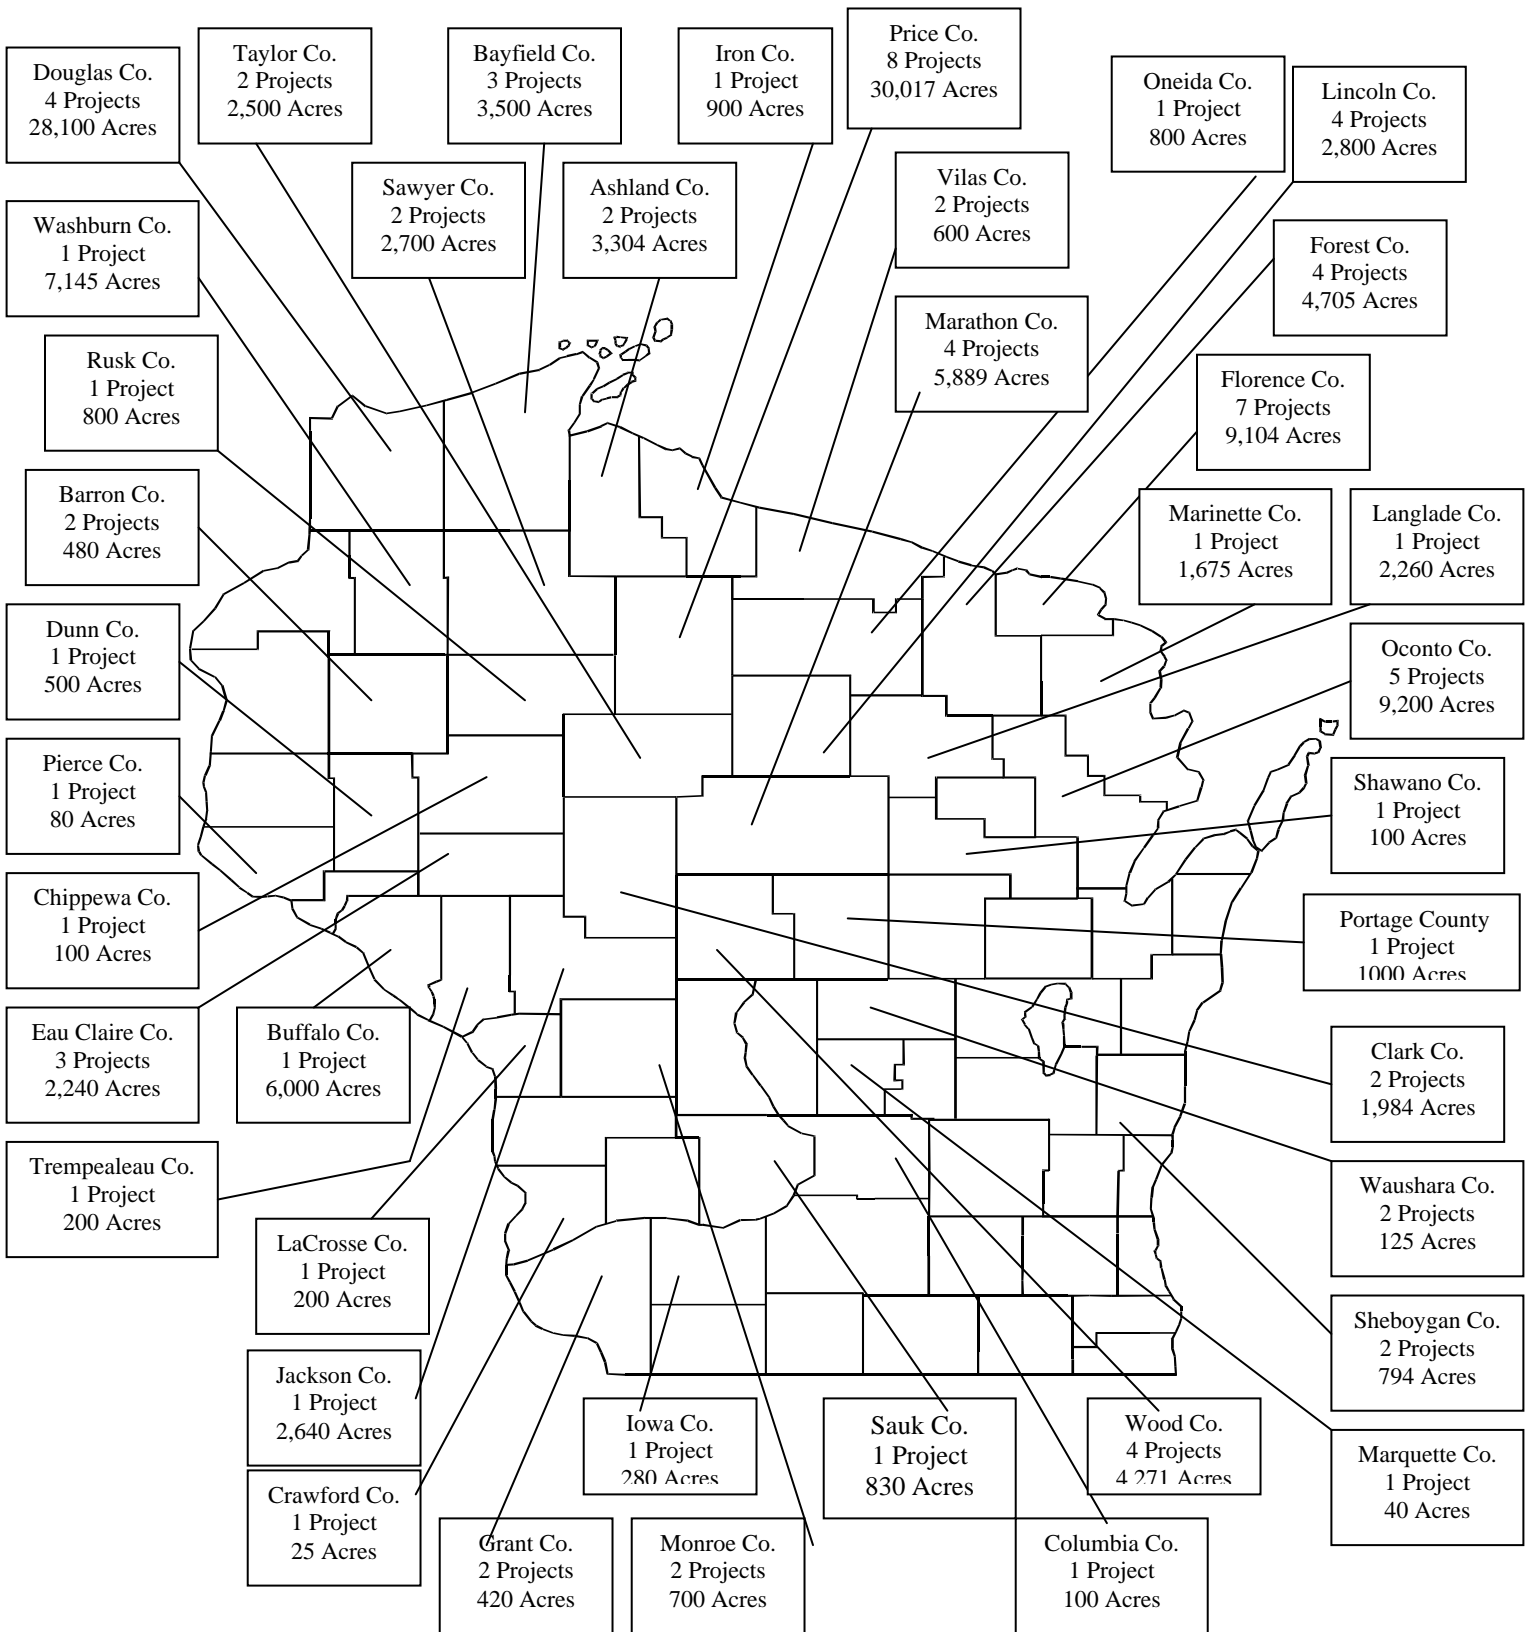 Douglas Co.
4 Projects
28,100 Acres
Taylor Co.
2 Projects
2,500 Acres
Bayfield Co.
3 Projects
3,500 Acres
Iron Co.
1 Project
900 Acres
Price Co.
8 Projects
30,017 Acres
Oneida Co.
1 Project
800 Acres
Lincoln Co.
4 Projects
2,800 Acres
Washburn Co.
1 Project
7,145 Acres
Sawyer Co.
2 Projects
2,700 Acres
Ashland Co.
2 Projects
3,304 Acres
Vilas Co.
2 Projects
600 Acres
Forest Co.
4 Projects
4,705 Acres
Rusk Co.
1 Project
800 Acres
Marathon Co.
4 Projects
5,889 Acres
Florence Co.
7 Projects
9,104 Acres
Barron Co.
2 Projects
480 Acres
Marinette Co.
1 Project
1,675 Acres
Langlade Co.
1 Project
2,260 Acres
Dunn Co.
1 Project
500 Acres
Oconto Co.
5 Projects
9,200 Acres
Pierce Co.
1 Project
80 Acres
Shawano Co.
1 Project
100 Acres
Chippewa Co.
1 Project
100 Acres
Portage County
1 Project
1000 Acres
Eau Claire Co.
3 Projects
2,240 Acres
Buffalo Co.
1 Project
6,000 Acres
Clark Co.
2 Projects
1,984 Acres
Trempealeau Co.
1 Project
200 Acres
Waushara Co.
2 Projects
125 Acres
LaCrosse Co.
1 Project
200 Acres
Sheboygan Co.
2 Projects
794 Acres
Jackson Co.
1 Project
2,640 Acres
Iowa Co.
1 Project
280 Acres
Sauk Co.
1 Project
830 Acres
Wood Co.
4 Projects
4,271 Acres
Marquette Co.
1 Project
40 Acres
Crawford Co.
1 Project
25 Acres
Grant Co.
2 Projects
420 Acres
Monroe Co.
2 Projects
700 Acres
Columbia Co.
1 Project
100 Acres